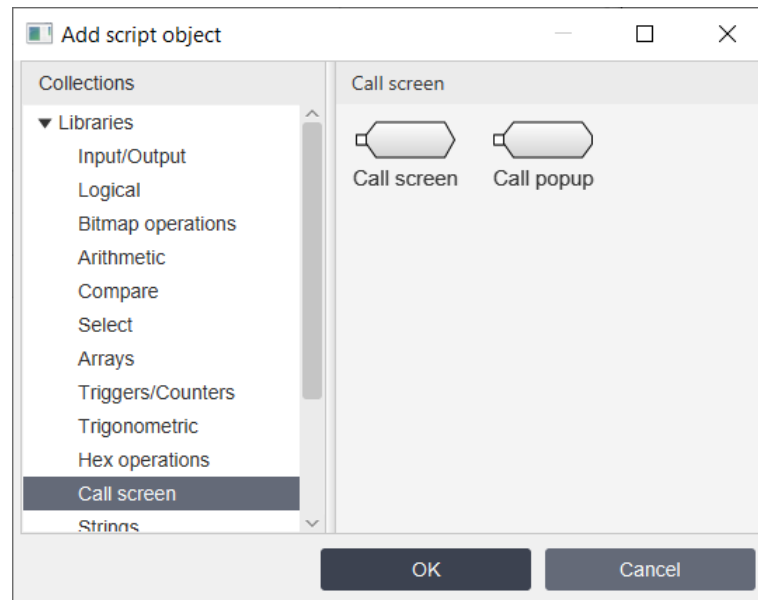 Add script object
Collections
Call screen
Libraries
Input/Output
Logical
Bitmap operations
Arithmetic
Compare
Select
Arrays
Triggers/Counters
Trigonometric
Hex operations
Call screen
Strings
Call screen
Call popup
OK
Cancel